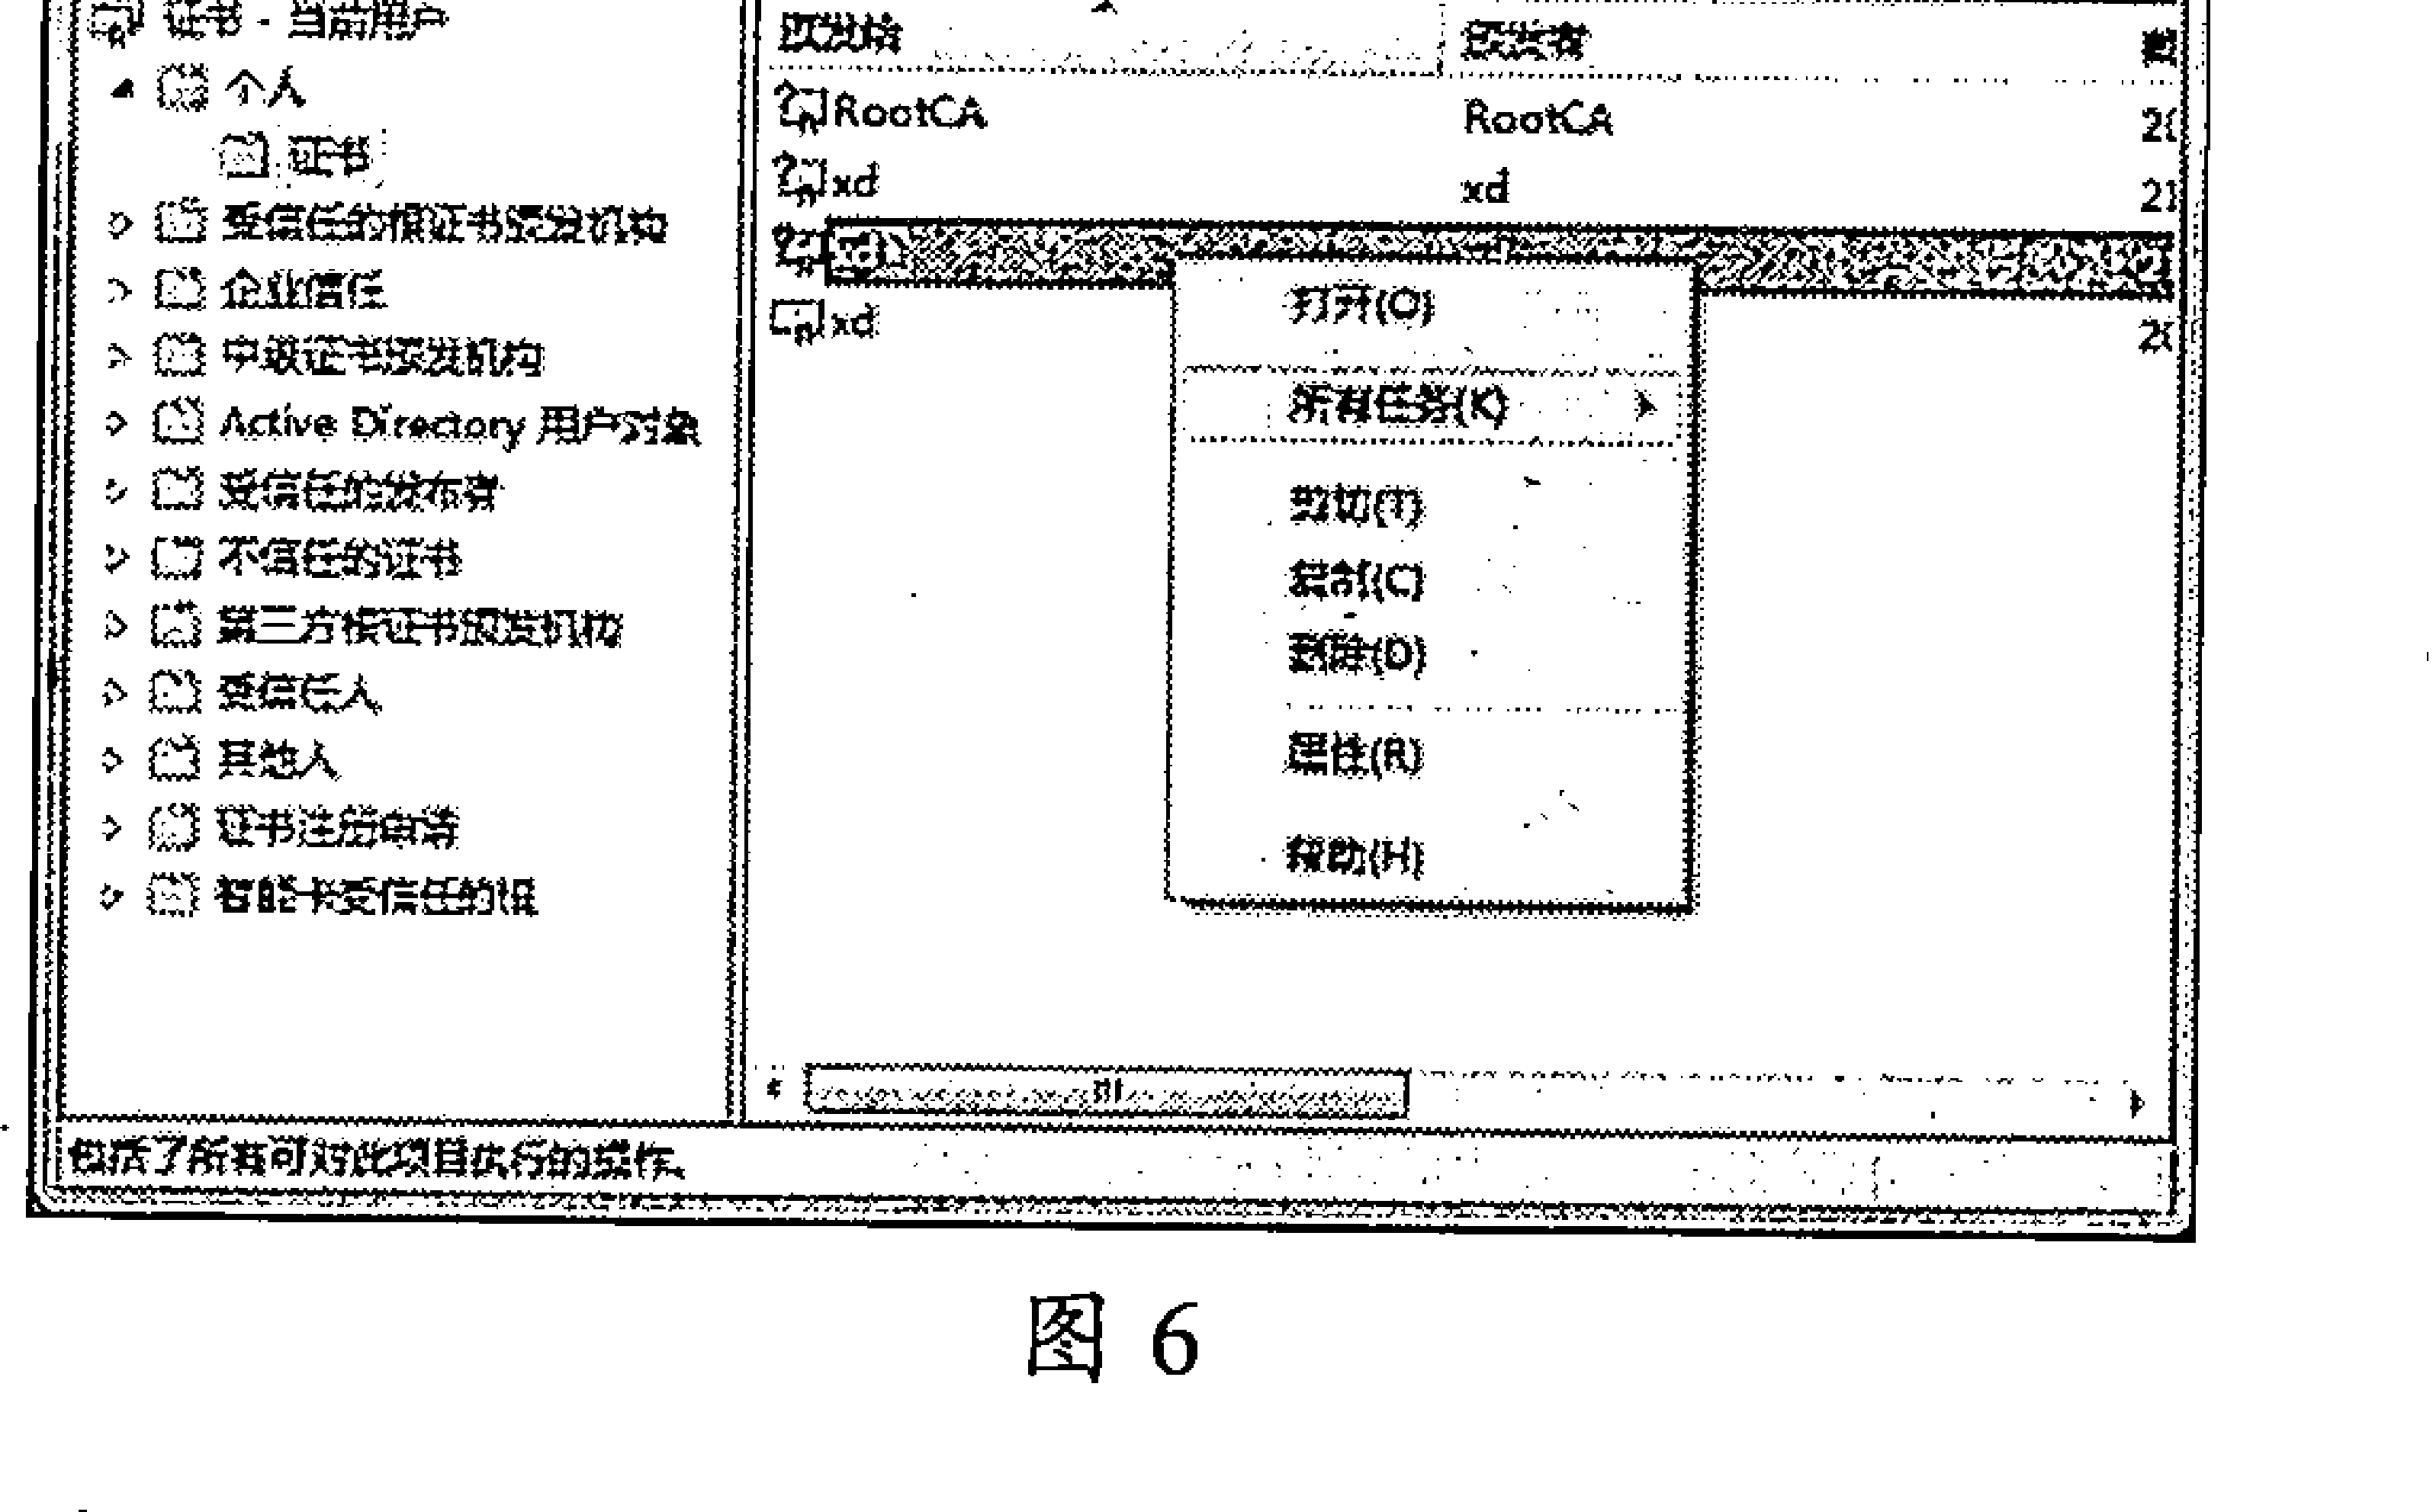 证书 - 当前用户
个人
证书
受信任的根证书颁发机构
企业信任
中级证书颁发机构
Active Directory 用户对象
受信任的发布者
不信任的证书
第三方根证书颁发机构
受信任人
其他人
证书注册申请
智能卡受信任的根
颁发给 颁发者
RootCA RootCA 20
xd xd 21
xd 20
打开(O)
所有任务(K)
剪切(T)
复制(C)
删除(D)
属性(R)
帮助(H)
包括了所有可对此项目执行的操作。
图 6